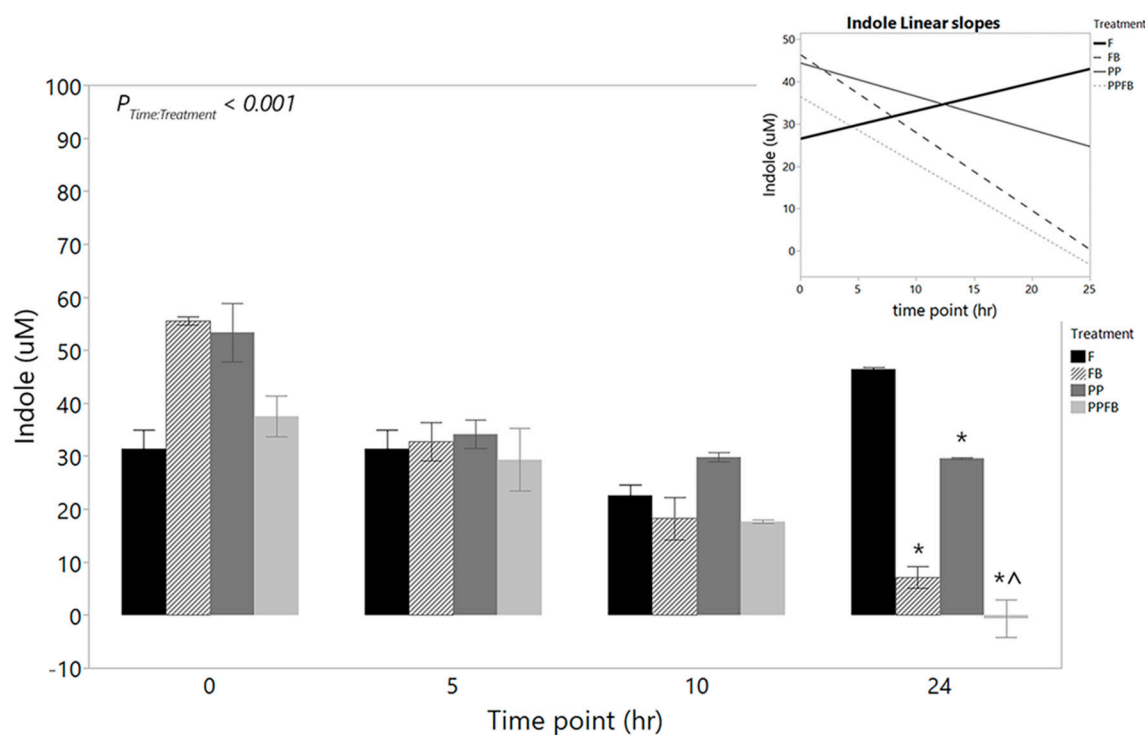 Indole Linear slopes
Treatment
F
FB
PP
PPFB
50
40
30
20
10
0
Indole (uM)
0 5 10 15 20 25
time point (hr)
P Time:Treatment < 0.001
100
90
80
70
60
50
40
30
20
10
0
-10
Indole (uM)
Treatment
F
FB
PP
PPFB
*
*
*^
0 5 10 24
Time point (hr)